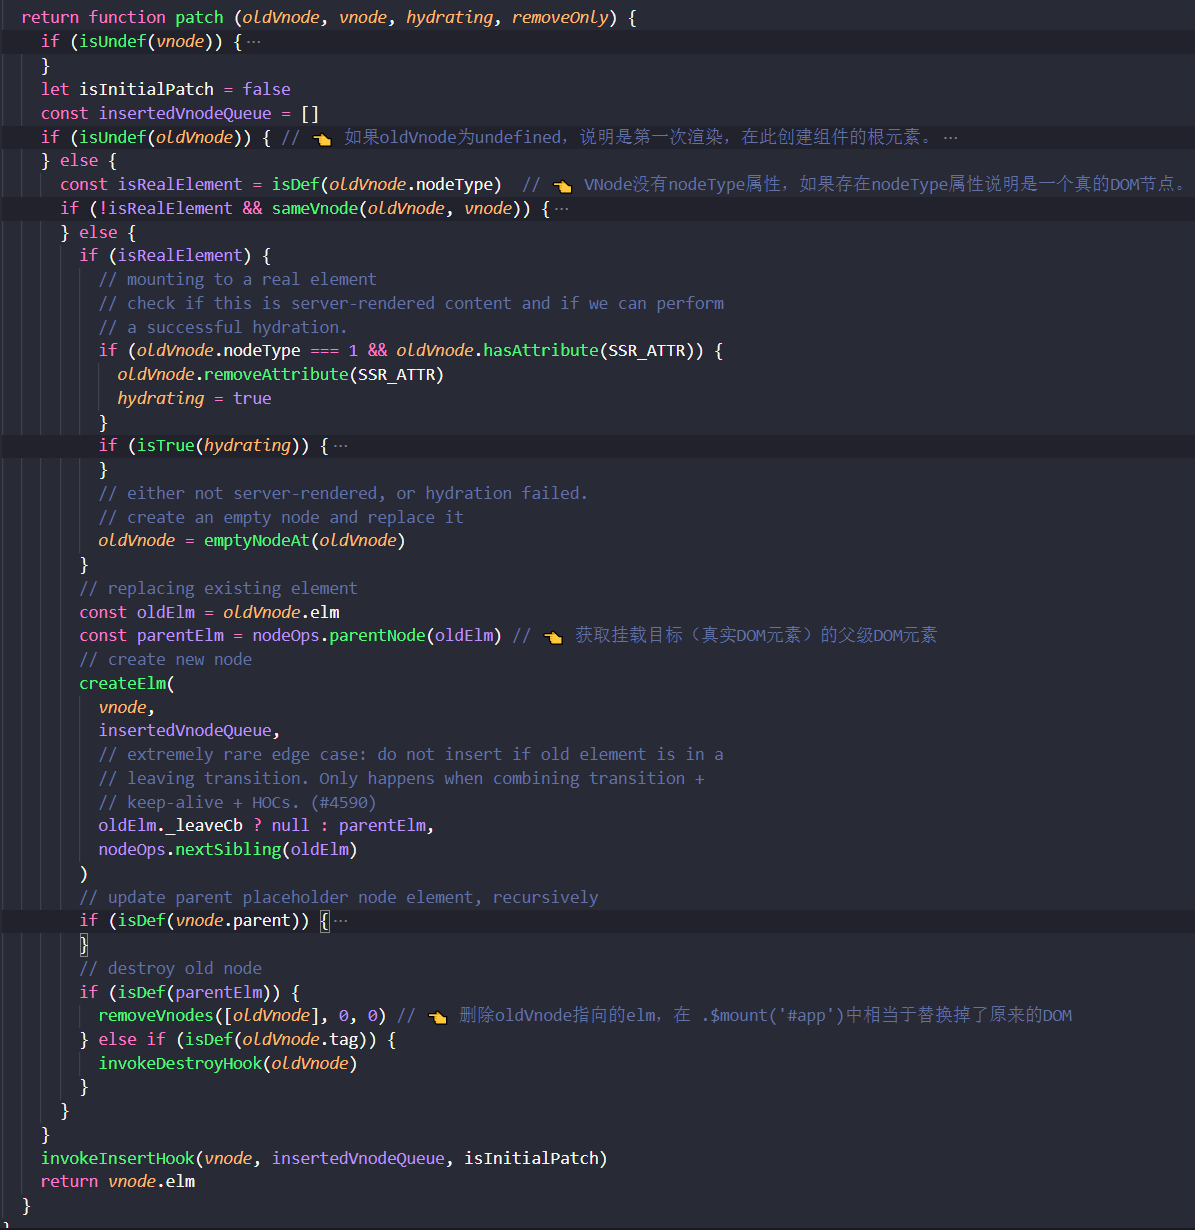 return function patch (oldVnode, vnode, hydrating, removeOnly) {
if (isUndef(vnode)) { ···
}
let isInitialPatch = false
const insertedVnodeQueue = []
if (isUndef(oldVnode)) { // 👈 如果oldVnode为undefined，说明是第一次渲染，在此创建组件的根元素。 ···
} else {
const isRealElement = isDef(oldVnode.nodeType)  // 👈 VNode没有nodeType属性，如果存在nodeType属性说明是一个真的DOM节点。
if (!isRealElement && sameVnode(oldVnode, vnode)) { ···
} else {
if (isRealElement) {
// mounting to a real element
// check if this is server-rendered content and if we can perform
// a successful hydration.
if (oldVnode.nodeType === 1 && oldVnode.hasAttribute(SSR_ATTR)) {
oldVnode.removeAttribute(SSR_ATTR)
hydrating = true
}
if (isTrue(hydrating)) { ···
}
// either not server-rendered, or hydration failed.
// create an empty node and replace it
oldVnode = emptyNodeAt(oldVnode)
}
// replacing existing element
const oldElm = oldVnode.elm
const parentElm = nodeOps.parentNode(oldElm) // 👈 获取挂载目标（真实DOM元素）的父级DOM元素
// create new node
createElm(
vnode,
insertedVnodeQueue,
// extremely rare edge case: do not insert if old element is in a
// leaving transition. Only happens when combining transition +
// keep-alive + HOCs. (#4590)
oldElm._leaveCb ? null : parentElm,
nodeOps.nextSibling(oldElm)
)
// update parent placeholder node element, recursively
if (isDef(vnode.parent)) { ···
}
// destroy old node
if (isDef(parentElm)) {
removeVnodes([oldVnode], 0, 0) // 👈 删除oldVnode指向的elm，在 .$mount('#app')中相当于替换掉了原来的DOM
} else if (isDef(oldVnode.tag)) {
invokeDestroyHook(oldVnode)
}
}
}
invokeInsertHook(vnode, insertedVnodeQueue, isInitialPatch)
return vnode.elm
}
}